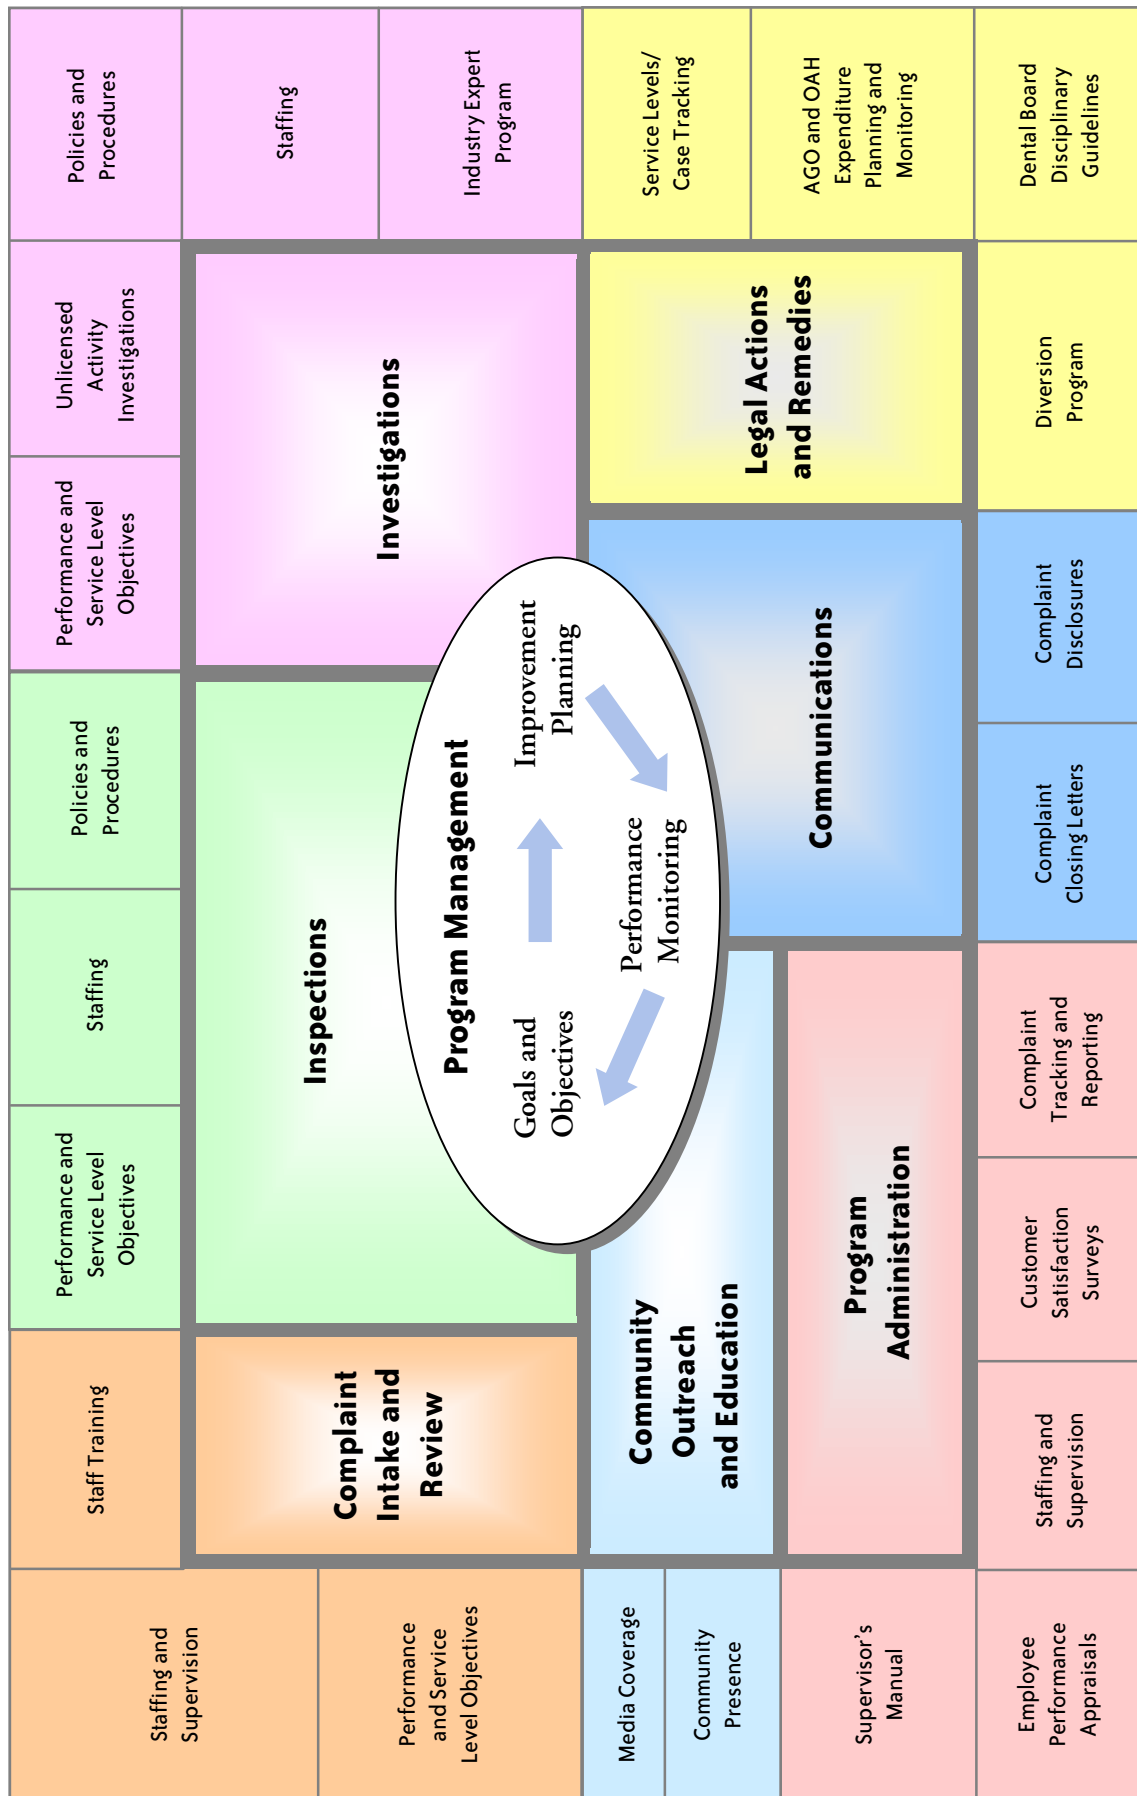 Staffing and
Supervision
Staff Training
Performance and
Service Level
Objectives
Staffing
Policies and
Procedures
Performance and
Service Level
Objectives
Unlicensed
Activity
Investigations
Policies and
Procedures
Performance
and Service
Level Objectives
Complaint
Intake and
Review
Inspections
Investigations
Staffing
Industry Expert
Program
Program Management
Goals and
Objectives
Improvement
Planning
Performance
Monitoring
Media Coverage
Community
Presence
Community
Outreach
and Education
Communications
Legal Actions
and Remedies
Service Levels/
Case Tracking
AGO and OAH
Expenditure
Planning and
Monitoring
Supervisor’s
Manual
Program
Administration
Employee
Performance
Appraisals
Staffing and
Supervision
Customer
Satisfaction
Surveys
Complaint
Tracking and
Reporting
Complaint
Closing Letters
Complaint
Disclosures
Diversion
Program
Dental Board
Disciplinary
Guidelines